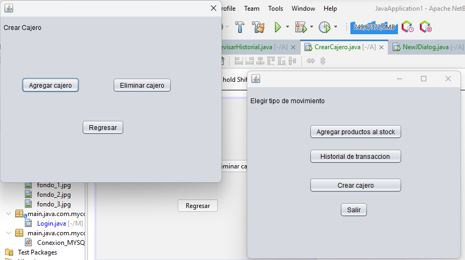 Crear Cajero
Agregar cajero
Eliminar cajero
Regresar
rofile Team Tools Window Help
JavaApplication1 - Apache NetB
visarHistorial.java [-/A]
CrearCajero.java [-/A]
NewJDialog.java [-/A]
hold Shif
Elegir tipo de movimiento
Agregar productos al stock
Historial de transaccion
Crear cajero
Salir
minar caje
Regresar
fondo_1.jpg
fondo_2.jpg
fondo_3.jpg
main.java.com.myco
Login.java [-/M]
main.java.com.myco
Conexion_MYSQ
Test Packages